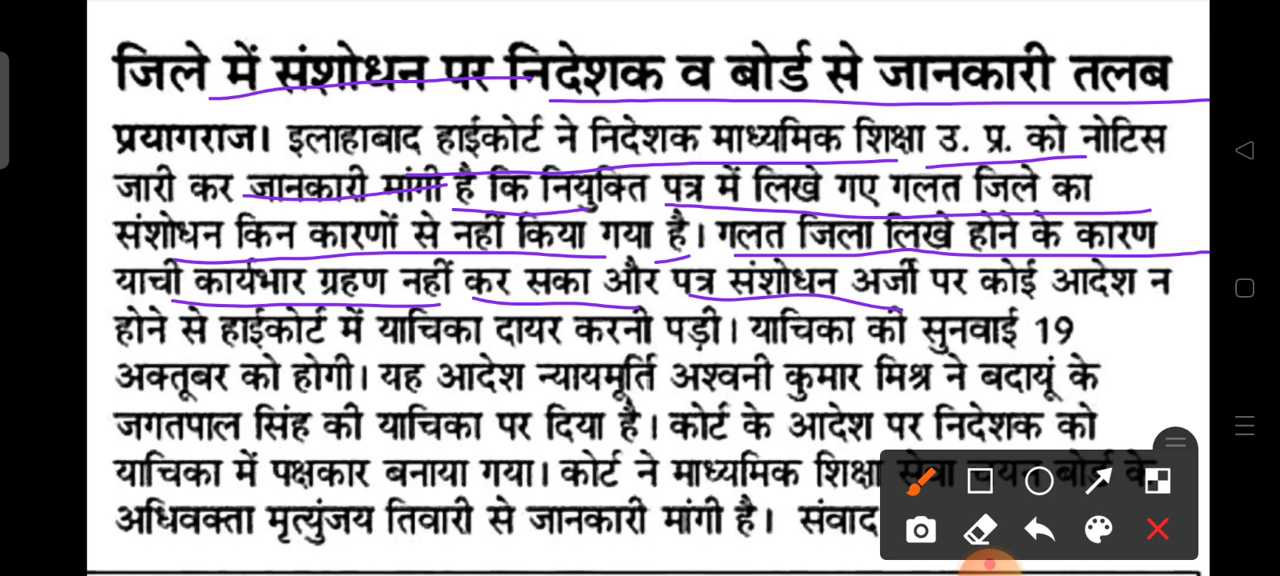 जिले में संशोधन पर निदेशक व बोर्ड से जानकारी तलब
प्रयागराज। इलाहाबाद हाईकोर्ट ने निदेशक माध्यमिक शिक्षा उ. प्र. को नोटिस
जारी कर जानकारी मांगी है कि नियुक्ति पत्र में लिखे गए गलत जिले का
संशोधन किन कारणों से नहीं किया गया है। गलत जिला लिखे होने के कारण
याची कार्यभार ग्रहण नहीं कर सका और पत्र संशोधन अर्जी पर कोई आदेश न
होने से हाईकोर्ट में याचिका दायर करनी पड़ी। याचिका की सुनवाई 19
अक्तूबर को होगी। यह आदेश न्यायमूर्ति अश्वनी कुमार मिश्र ने बदायूं के
जगतपाल सिंह की याचिका पर दिया है। कोर्ट के आदेश पर निदेशक को
याचिका में पक्षकार बनाया गया। कोर्ट ने माध्यमिक शिक्षा सेवा चयन बोर्ड के
अधिवक्ता मृत्युंजय तिवारी से जानकारी मांगी है। संवाद